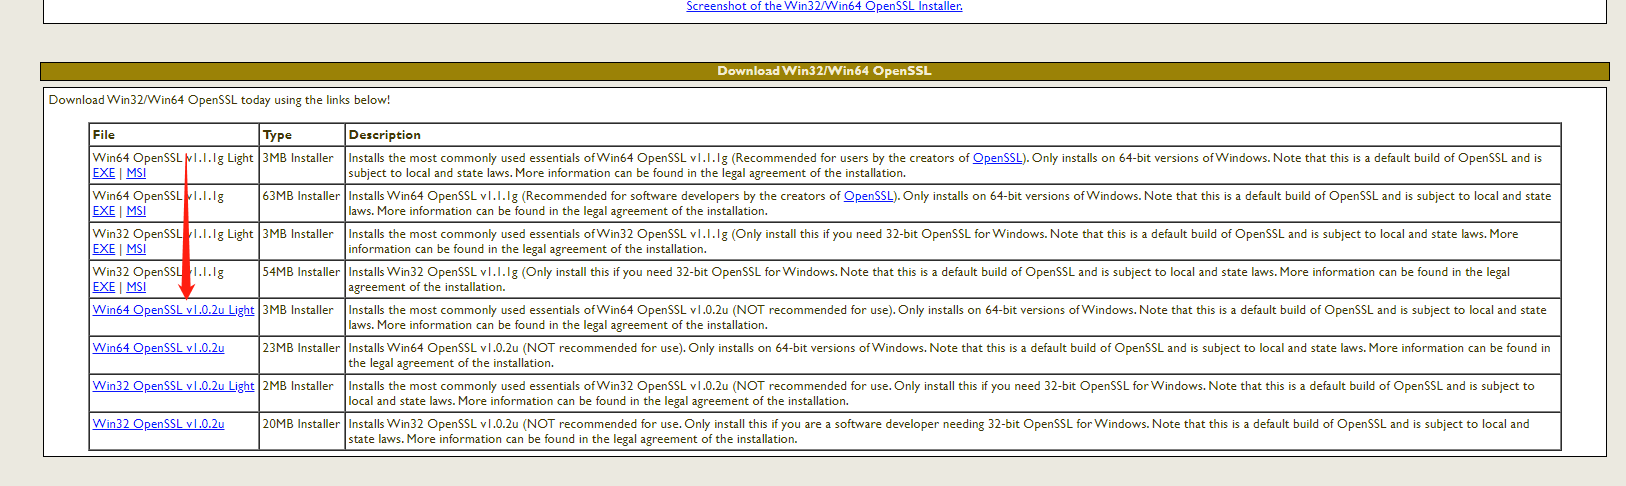 Screenshot of the Win32/Win64 OpenSSL Installer.
Download Win32/Win64 OpenSSL
Download Win32/Win64 OpenSSL today using the links below!
File Type Description
Win64 OpenSSL v1.1.1g Light
EXE | MSI
3MB Installer
Installs the most commonly used essentials of Win64 OpenSSL v1.1.1g (Recommended for users by the creators of OpenSSL). Only installs on 64-bit versions of Windows. Note that this is a default build of OpenSSL and is
subject to local and state laws. More information can be found in the legal agreement of the installation.
Win64 OpenSSL v1.1.1g
EXE | MSI
63MB Installer
Installs Win64 OpenSSL v1.1.1g (Recommended for software developers by the creators of OpenSSL). Only installs on 64-bit versions of Windows. Note that this is a default build of OpenSSL and is subject to local and state
laws. More information can be found in the legal agreement of the installation.
Win32 OpenSSL v1.1.1g Light
EXE | MSI
3MB Installer
Installs the most commonly used essentials of Win32 OpenSSL v1.1.1g (Only install this if you need 32-bit OpenSSL for Windows. Note that this is a default build of OpenSSL and is subject to local and state laws. More
information can be found in the legal agreement of the installation.
Win32 OpenSSL v1.1.1g
EXE | MSI
54MB Installer
Installs Win32 OpenSSL v1.1.1g (Only install this if you need 32-bit OpenSSL for Windows. Note that this is a default build of OpenSSL and is subject to local and state laws. More information can be found in the legal
agreement of the installation.
Win64 OpenSSL v1.0.2u Light
3MB Installer
Installs the most commonly used essentials of Win64 OpenSSL v1.0.2u (NOT recommended for use). Only installs on 64-bit versions of Windows. Note that this is a default build of OpenSSL and is subject to local and state
laws. More information can be found in the legal agreement of the installation.
Win64 OpenSSL v1.0.2u
23MB Installer
Installs Win64 OpenSSL v1.0.2u (NOT recommended for use). Only installs on 64-bit versions of Windows. Note that this is a default build of OpenSSL and is subject to local and state laws. More information can be found in
the legal agreement of the installation.
Win32 OpenSSL v1.0.2u Light
2MB Installer
Installs the most commonly used essentials of Win32 OpenSSL v1.0.2u (NOT recommended for use. Only install this if you need 32-bit OpenSSL for Windows. Note that this is a default build of OpenSSL and is subject to
local and state laws. More information can be found in the legal agreement of the installation.
Win32 OpenSSL v1.0.2u
20MB Installer
Installs Win32 OpenSSL v1.0.2u (NOT recommended for use. Only install this if you are a software developer needing 32-bit OpenSSL for Windows. Note that this is a default build of OpenSSL and is subject to local and
state laws. More information can be found in the legal agreement of the installation.